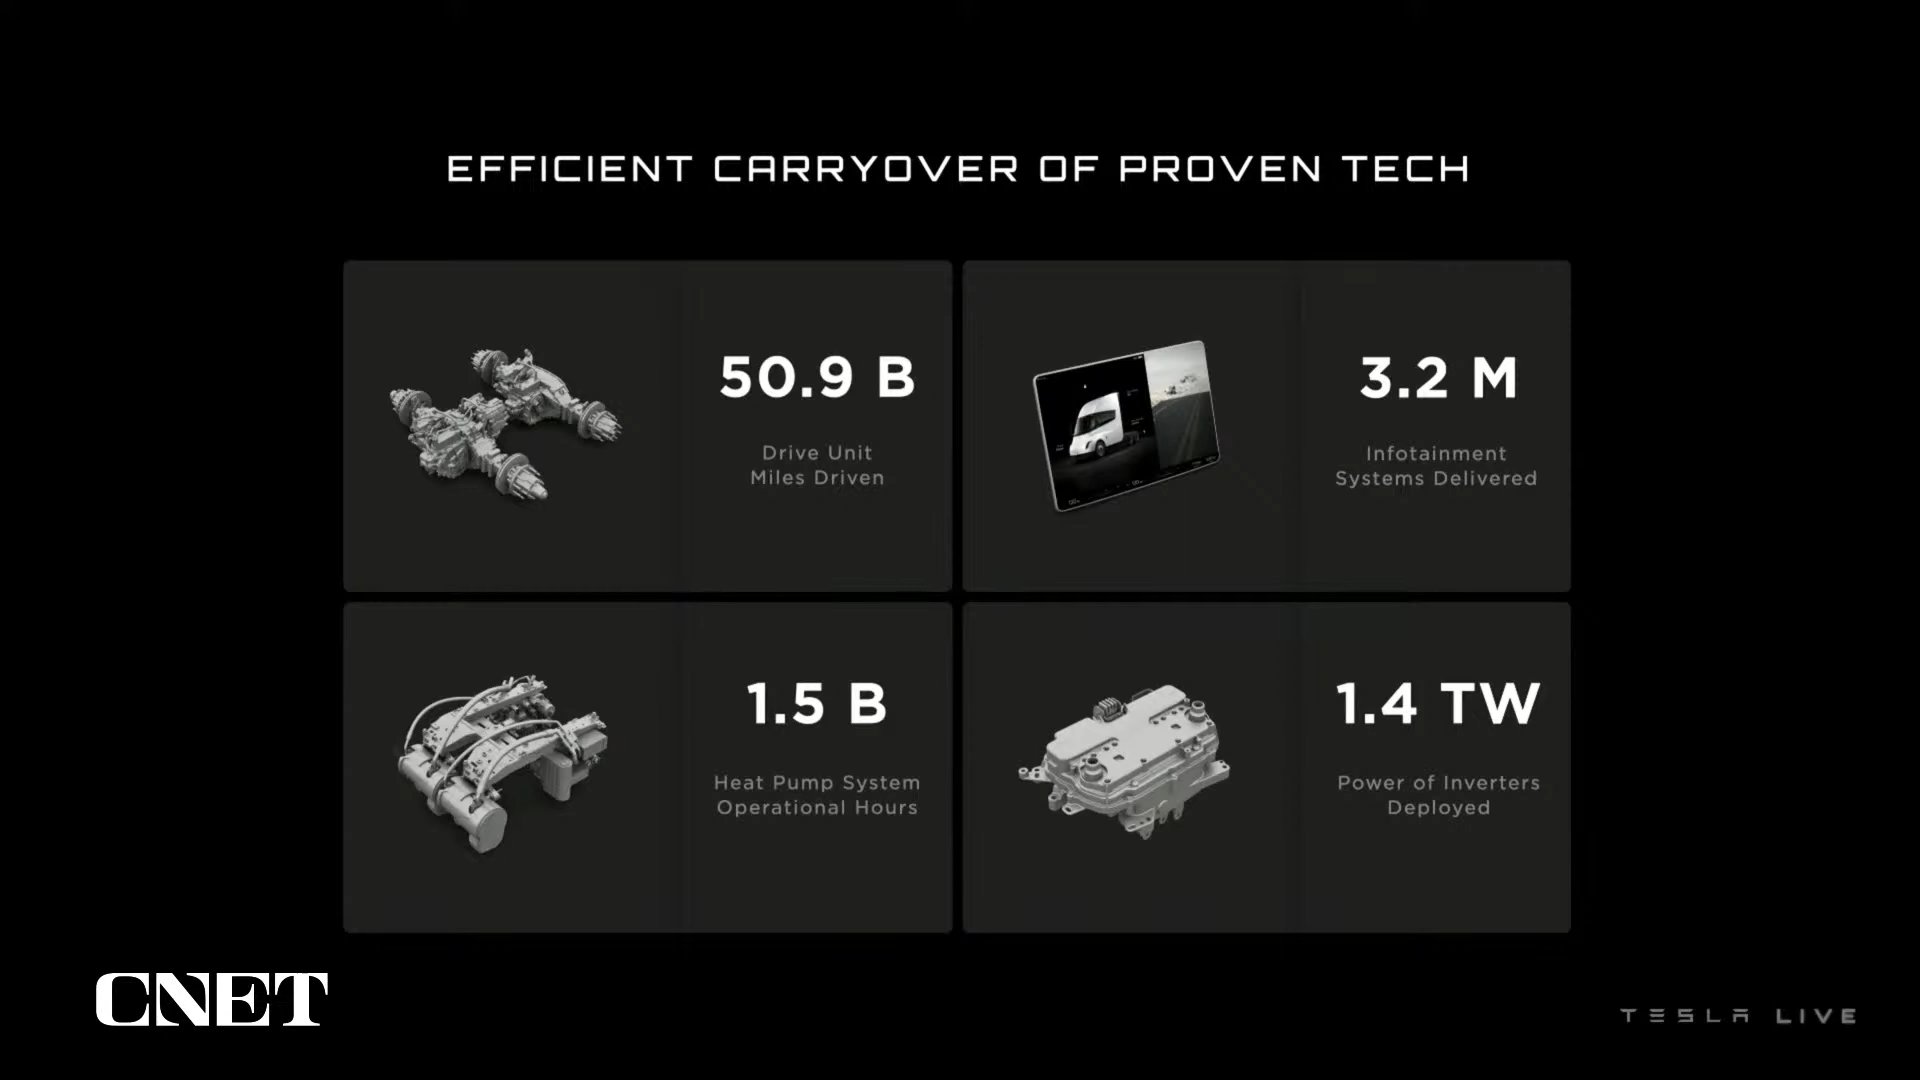 EFFICIENT CARRYOVER OF PROVEN TECH
50.9 B
Drive Unit
Miles Driven
3.2 M
Infotainment
Systems Delivered
1.5 B
Heat Pump System
Operational Hours
1.4 TW
Power of Inverters
Deployed
CNET
TESLA LIVE